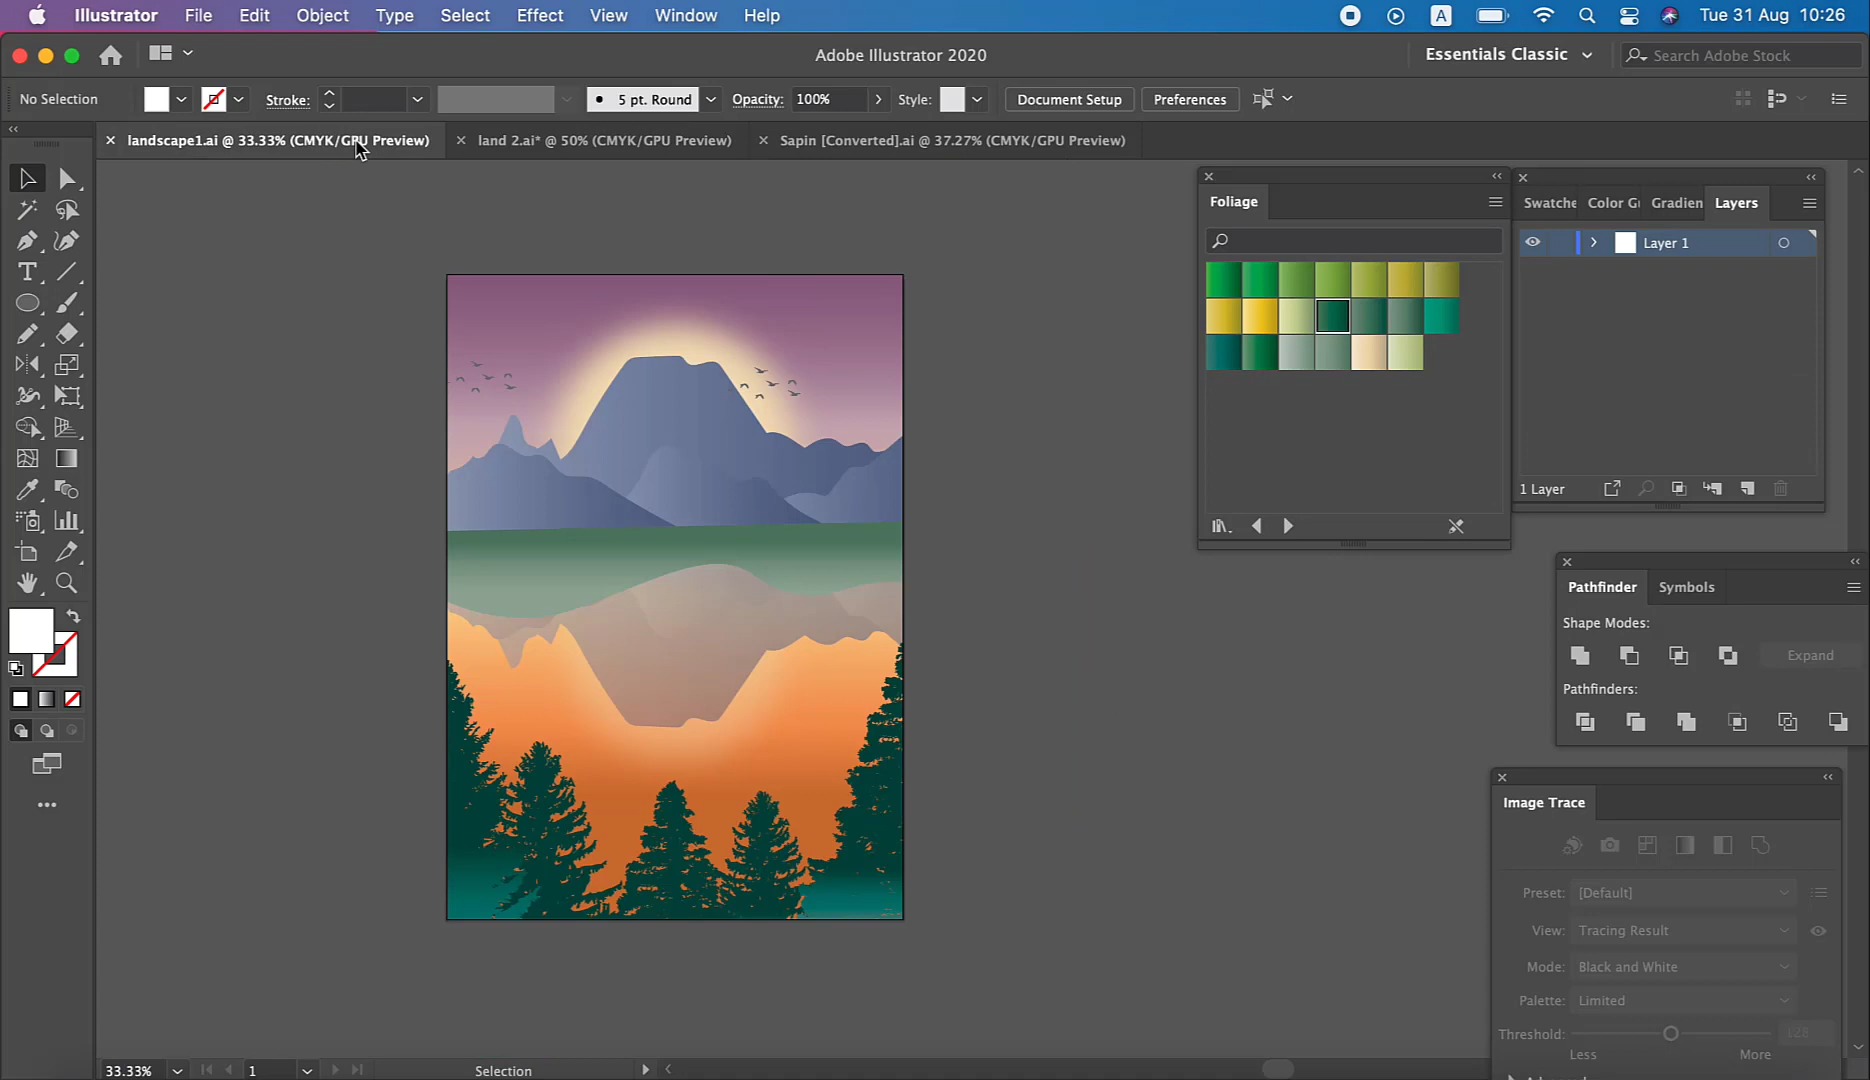 Illustrator File Edit Object Type Select Effect View Window Help A Tue 31 Aug 10:26
Adobe Illustrator 2020
Essentials Classic
Search Adobe Stock
No Selection
Stroke:
5 pt. Round
Opacity: 100%
Style:
Document Setup
Preferences
landscape1.ai @ 33.33% (CMYK/GPU Preview)
land 2.ai* @ 50% (CMYK/GPU Preview)
Sapin [Converted].ai @ 37.27% (CMYK/GPU Preview)
Foliage
Swatche Color G Gradien Layers
Layer 1
1 Layer
Pathfinder Symbols
Shape Modes:
Expand
Pathfinders:
Image Trace
Preset: [Default]
View: Tracing Result
Mode: Black and White
Palette: Limited
Threshold: 128
Less More
33.33% 1 Selection